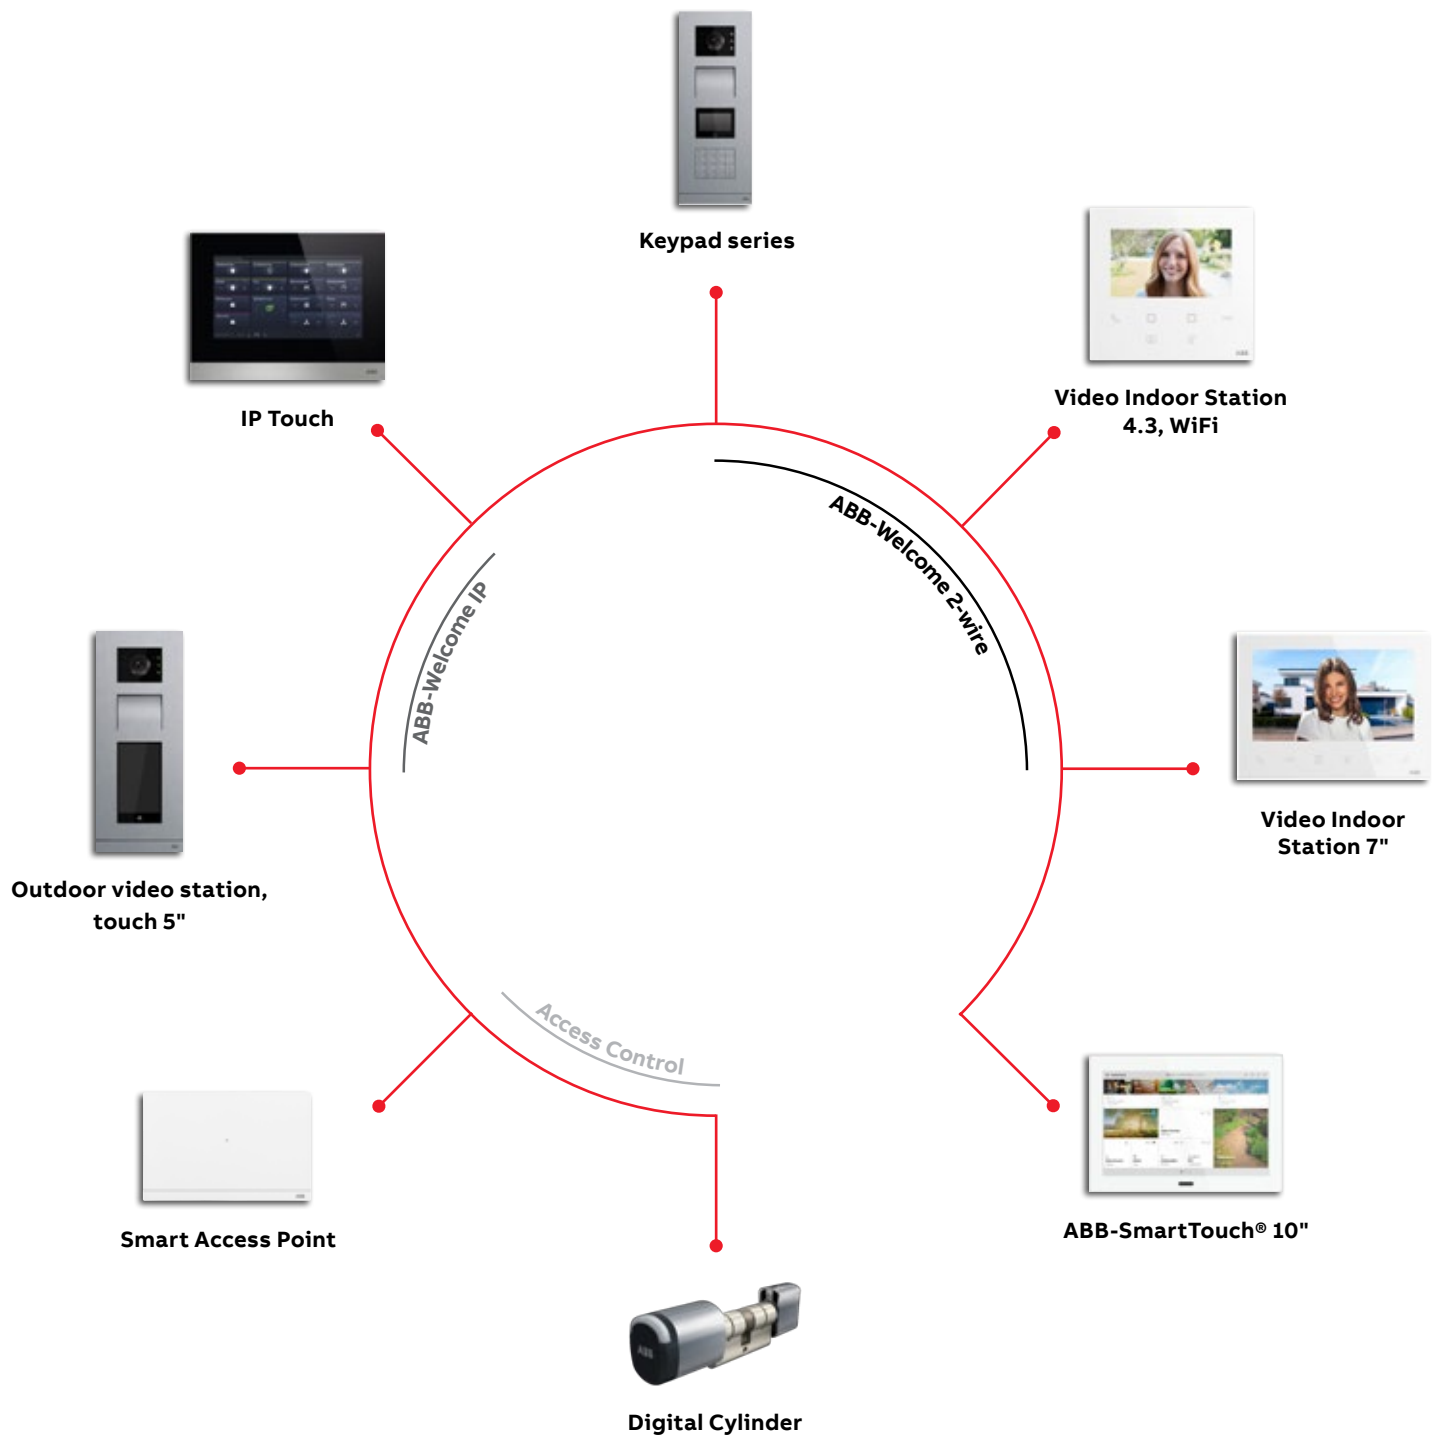 Keypad series
IP Touch
Video Indoor Station
4.3, WiFi
ABB-Welcome 2-wire
ABB-Welcome IP
Video Indoor
Station 7"
Outdoor video station,
touch 5"
Access Control
Smart Access Point
ABB-SmartTouch® 10"
ABB
Digital Cylinder